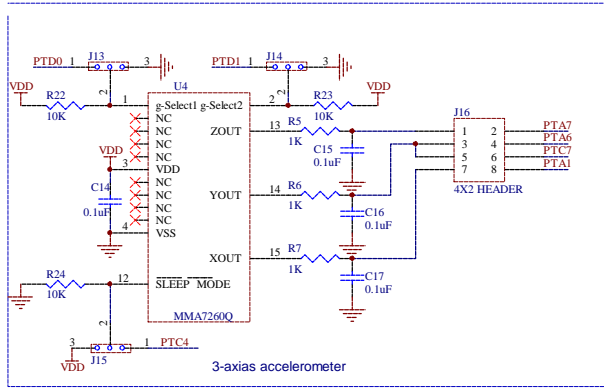 J13 J14
PTD0 1 3 PTD1 1 3
2 2
VDD R22 10K U4 R23 10K VDD
1 g-Select1 g-Select2 2
NC
NC
NC
NC
ZOUT 13 R5 1K
C15 0.1uF
J16
1 2 PTA7
3 4 PTA6
5 6 PTC7
7 8 PTA1
4X2 HEADER
VDD 3 VDD
C14 0.1uF
NC
NC
NC
NC
YOUT 14 R6 1K
C16 0.1uF
4 VSS
XOUT 15 R7 1K
C17 0.1uF
R24 10K 12 SLEEP MODE
MMA7260Q
2
3 1 PTC4
VDD J15
3-axias accelerometer